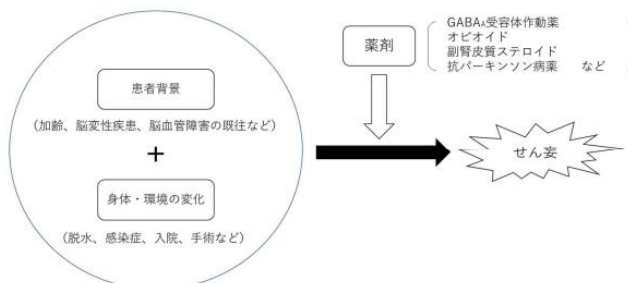 薬剤
GABAA受容体作動薬
オピオイド
副腎皮質ステロイド
抗パーキンソン病薬 など
患者背景
(加齢、脳変性疾患、脳血管障害の既往など)
+
身体・環境の変化
(脱水、感染症、入院、手術など)
せん妄